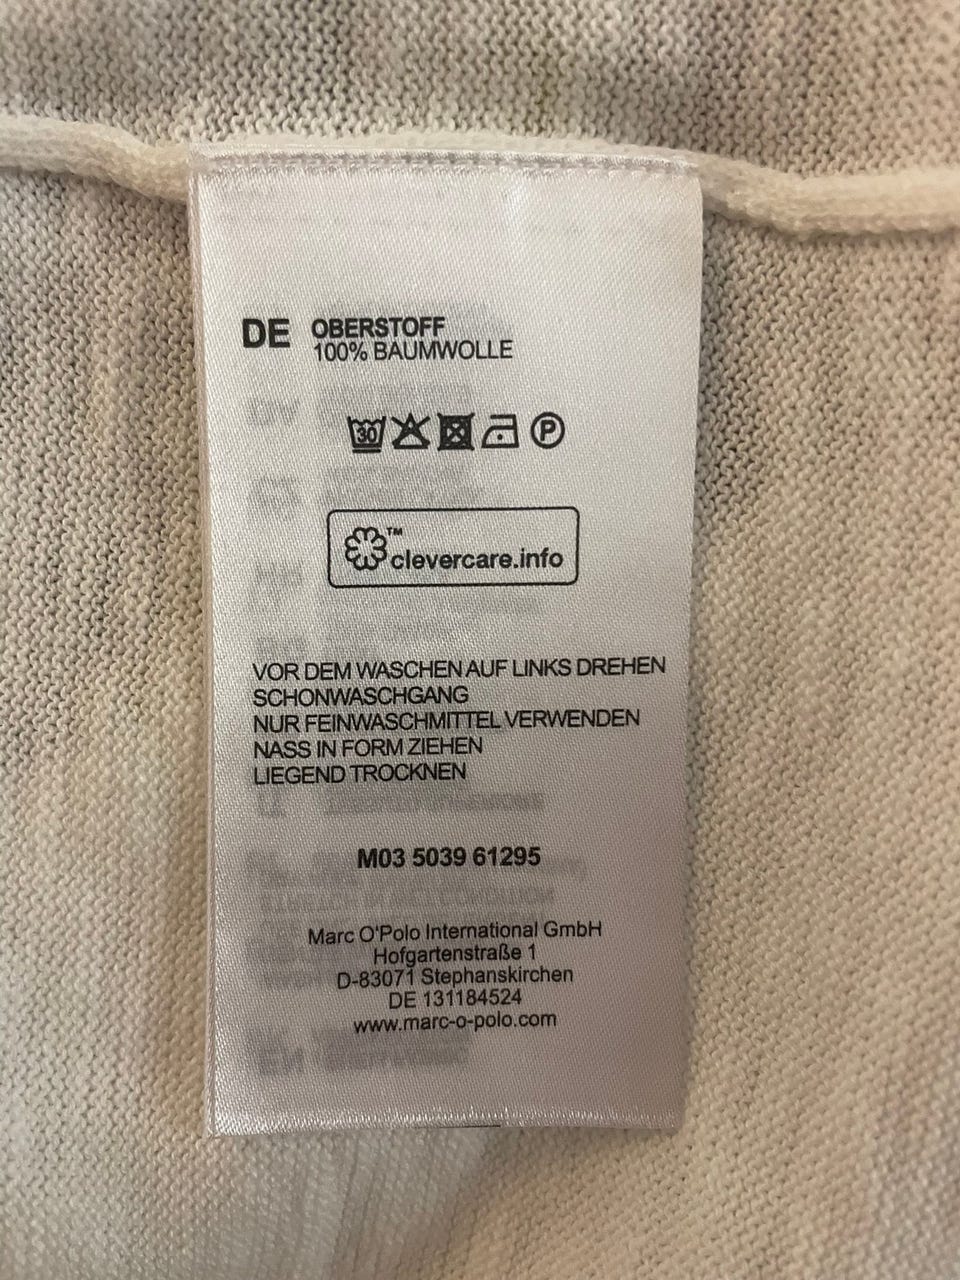 DE OBERSTOFF
100% BAUMWOLLE
30 P
™
clevercare.info
VOR DEM WASCHEN AUF LINKS DREHEN
SCHONWASCHGANG
NUR FEINWASCHMITTEL VERWENDEN
NASS IN FORM ZIEHEN
LIEGEND TROCKNEN
M03 5039 61295
Marc O'Polo International GmbH
Hofgartenstraße 1
D-83071 Stephanskirchen
DE 131184524
www.marc-o-polo.com